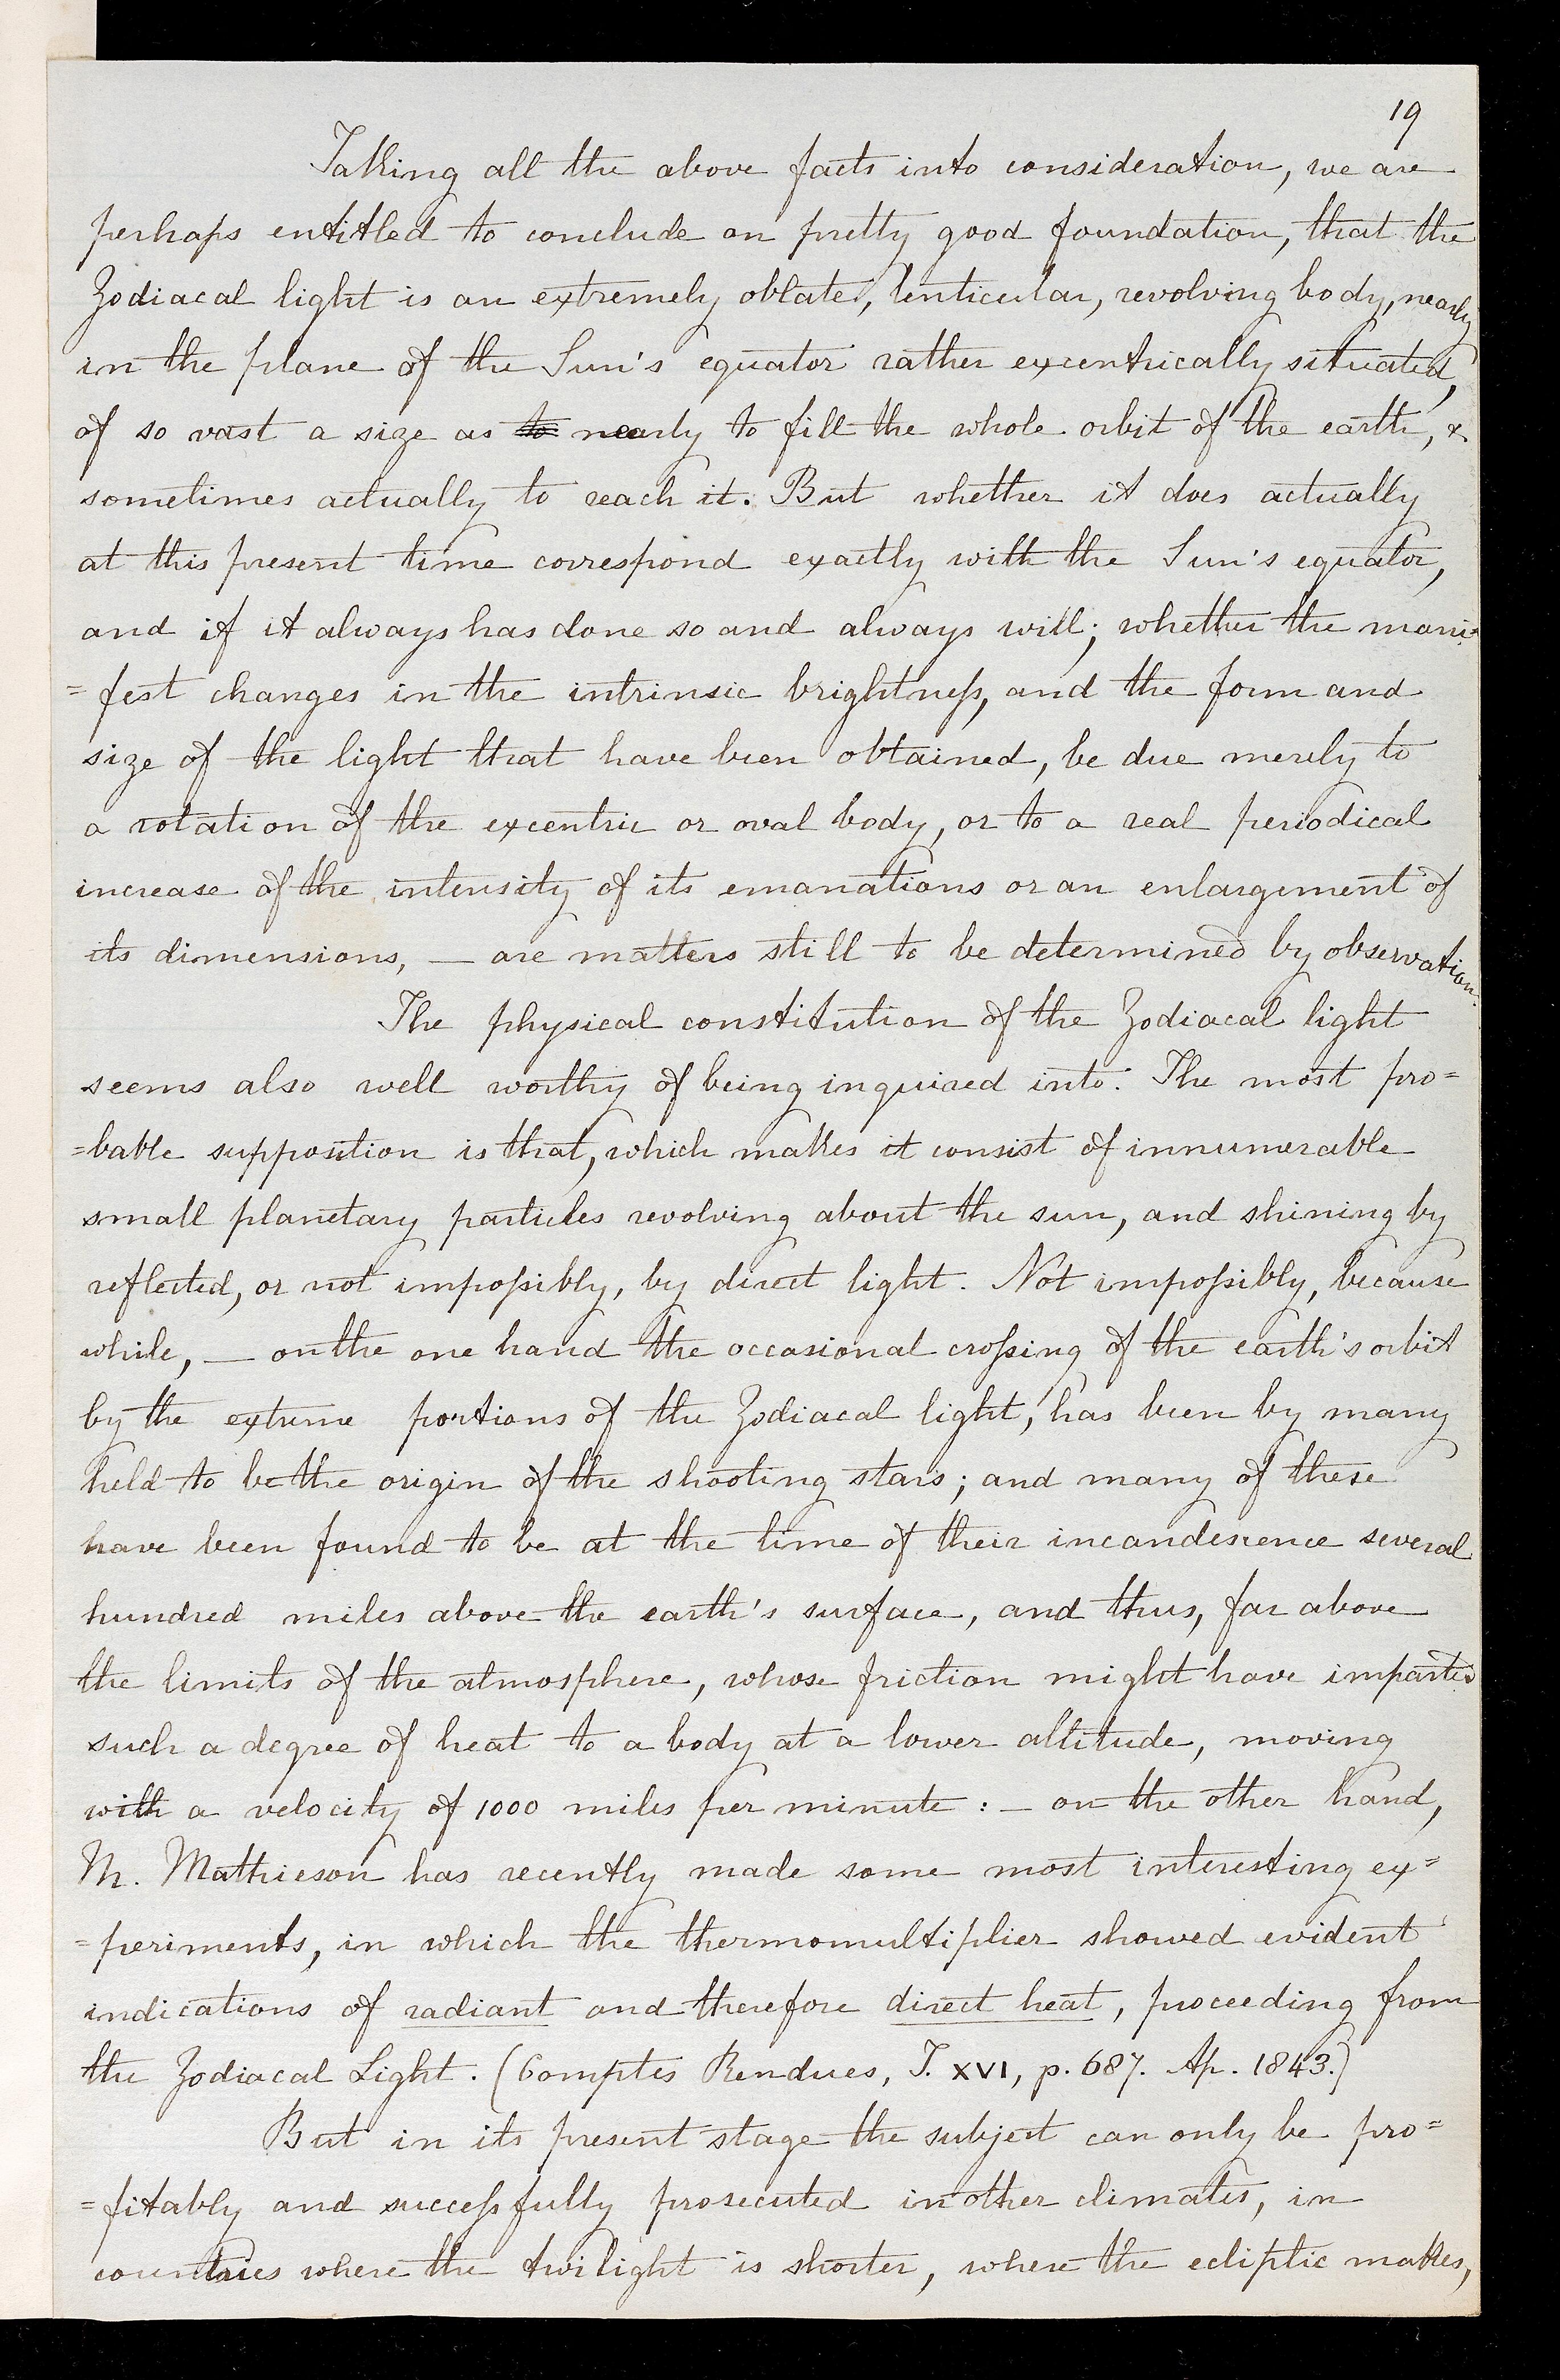 19
Taking all the above facts into consideration, we are
perhaps entitled to conclude on pretty good foundation, that the
Zodiacal light is an extremely oblate, lenticular, revolving body, nearly
in the plane of the Sun's equator rather excentrically situated,
of so vast a size as to nearly to fill the whole orbit of the earth, &
sometimes actually to reach it. But whether it does actually
at this present time correspond exactly with the Sun's equator,
and if it always has done so and always will; whether the mani=
=fest changes in the intrinsic brightneſs, and the form and
size of the light that have been obtained, be due merely to
a rotation of the excentric or oval body, or to a real periodical
increase of the intensity of its emanations or an enlargement of
its dimensions, — are matters still to be determined by observation.
The physical constitution of the Zodiacal light
seems also well worthy of being inquired into. The most pro=
=bable supposition is that, which makes it consist of innumerable
small planetary particles revolving about the sun, and shining by
reflected, or not impoſsibly, by direct light. Not impoſsibly, because
while, — on the one hand the occasional croſsing of the earth's orbit
by the extreme portions of the Zodiacal light, has been by many
held to be the origin of the shooting stars; and many of these
have been found to be at the time of their incandescence several
hundred miles above the earth's surface, and thus, far above
the limits of the atmosphere, whose friction might have imparted
such a degree of heat to a body at a lower altitude, moving
with a velocity of 1000 miles per minute: — on the other hand,
M. Mathieson has recently made some most interesting ex=
=periments, in which the thermomultiplier showed evident
indications of radiant and therefore direct heat, proceeding from
the Zodiacal Light. (Comptes Rendues, T. XVI, p. 687. Ap. 1843.)
But in its present stage the subject can only be pro=
=fitably and succeſsfully prosecuted in other climates, in
countries where the twilight is shorter, where the ecliptic makes,